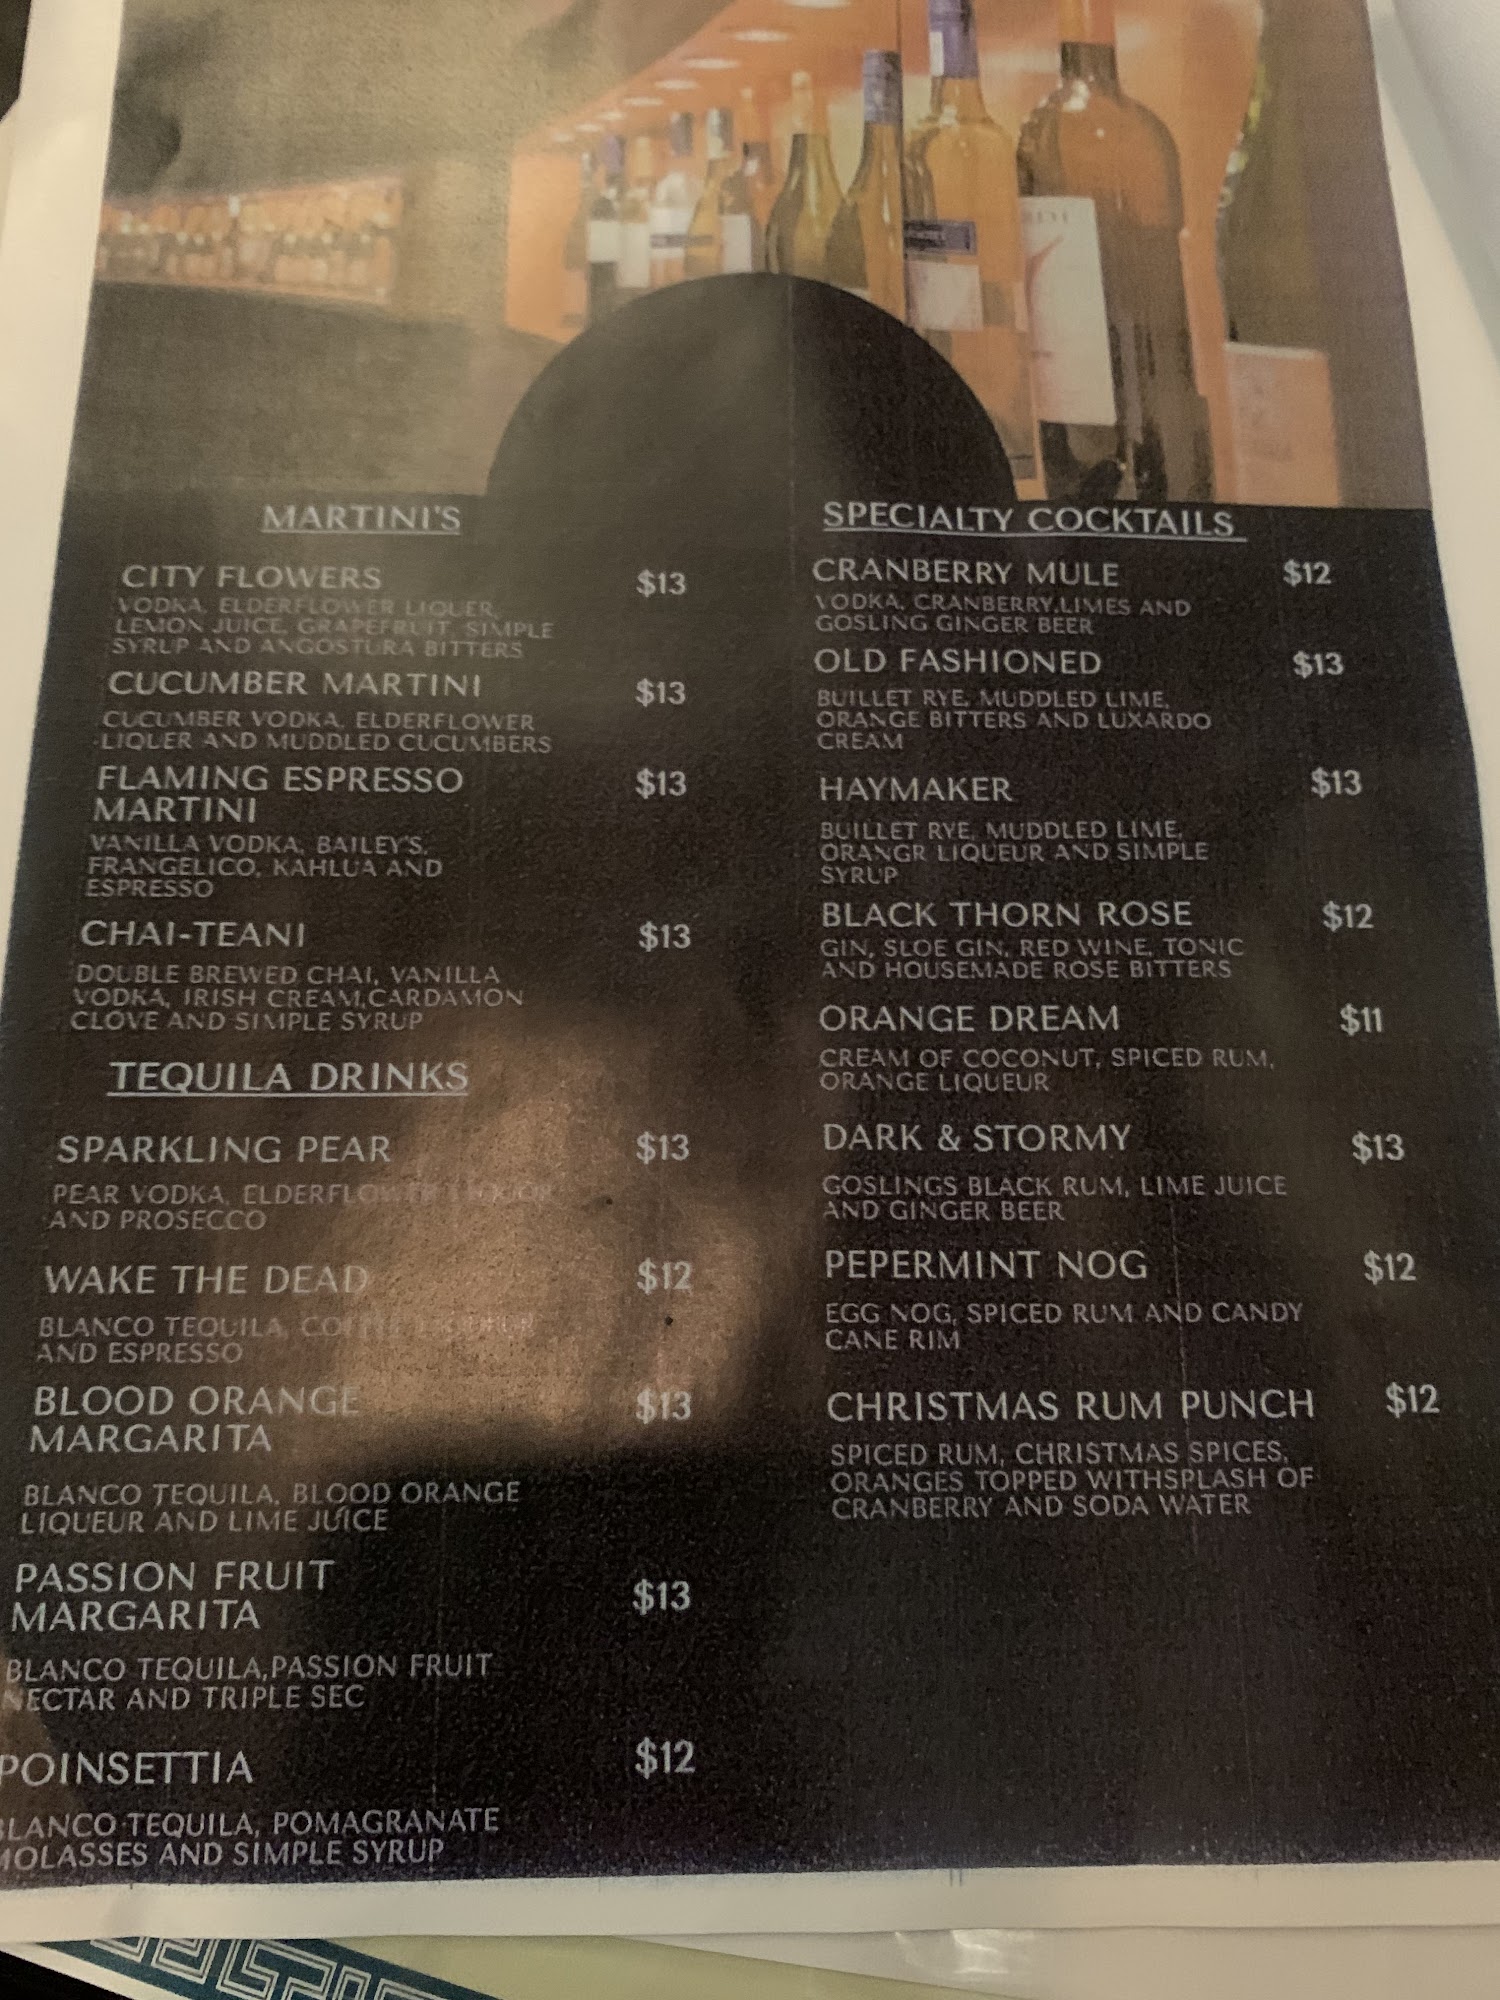 MARTINI'S
CITY FLOWERS $13
VODKA, ELDERFLOWER LIQUER,
LEMON JUICE, GRAPEFRUIT, SIMPLE
SYRUP AND ANGOSTURA BITTERS
CUCUMBER MARTINI $13
CUCUMBER VODKA, ELDERFLOWER
LIQUER AND MUDDLED CUCUMBERS
FLAMING ESPRESSO $13
MARTINI
VANILLA VODKA, BAILEY'S,
FRANGELICO, KAHLUA AND
ESPRESSO
CHAI-TEANI $13
DOUBLE BREWED CHAI, VANILLA
VODKA, IRISH CREAM,CARDAMON
CLOVE AND SIMPLE SYRUP
TEQUILA DRINKS
SPARKLING PEAR $13
PEAR VODKA, ELDERFLOWER LIQUOR
AND PROSECCO
WAKE THE DEAD $12
BLANCO TEQUILA, COFFEE LIQUEUR
AND ESPRESSO
BLOOD ORANGE $13
MARGARITA
BLANCO TEQUILA, BLOOD ORANGE
LIQUEUR AND LIME JUICE
PASSION FRUIT $13
MARGARITA
BLANCO TEQUILA,PASSION FRUIT
NECTAR AND TRIPLE SEC
POINSETTIA $12
BLANCO TEQUILA, POMAGRANATE
MOLASSES AND SIMPLE SYRUP
SPECIALTY COCKTAILS
CRANBERRY MULE $12
VODKA, CRANBERRY,LIMES AND
GOSLING GINGER BEER
OLD FASHIONED $13
BUILLET RYE, MUDDLED LIME,
ORANGE BITTERS AND LUXARDO
CREAM
HAYMAKER $13
BUILLET RYE, MUDDLED LIME,
ORANGR LIQUEUR AND SIMPLE
SYRUP
BLACK THORN ROSE $12
GIN, SLOE GIN, RED WINE, TONIC
AND HOUSEMADE ROSE BITTERS
ORANGE DREAM $11
CREAM OF COCONUT, SPICED RUM,
ORANGE LIQUEUR
DARK & STORMY $13
GOSLINGS BLACK RUM, LIME JUICE
AND GINGER BEER
PEPERMINT NOG $12
EGG NOG, SPICED RUM AND CANDY
CANE RIM
CHRISTMAS RUM PUNCH $12
SPICED RUM, CHRISTMAS SPICES,
ORANGES TOPPED WITHSPLASH OF
CRANBERRY AND SODA WATER